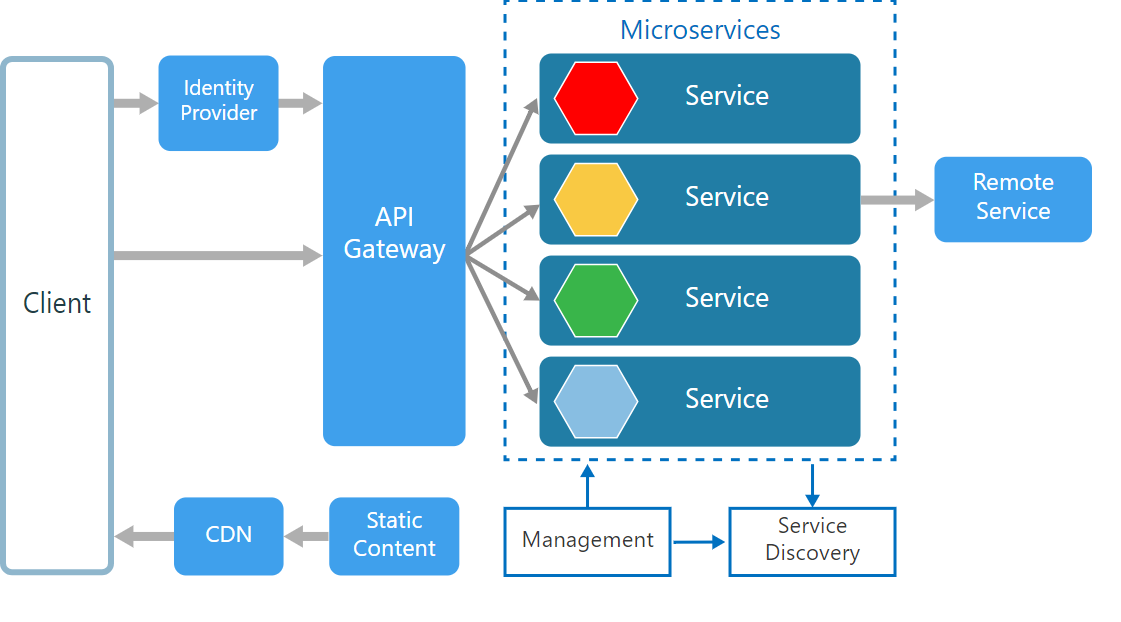 Microservices
Identity
Provider
Service
API
Gateway
Service
Remote
Service
Client
Service
Service
CDN
Static
Content
Management
Service
Discovery